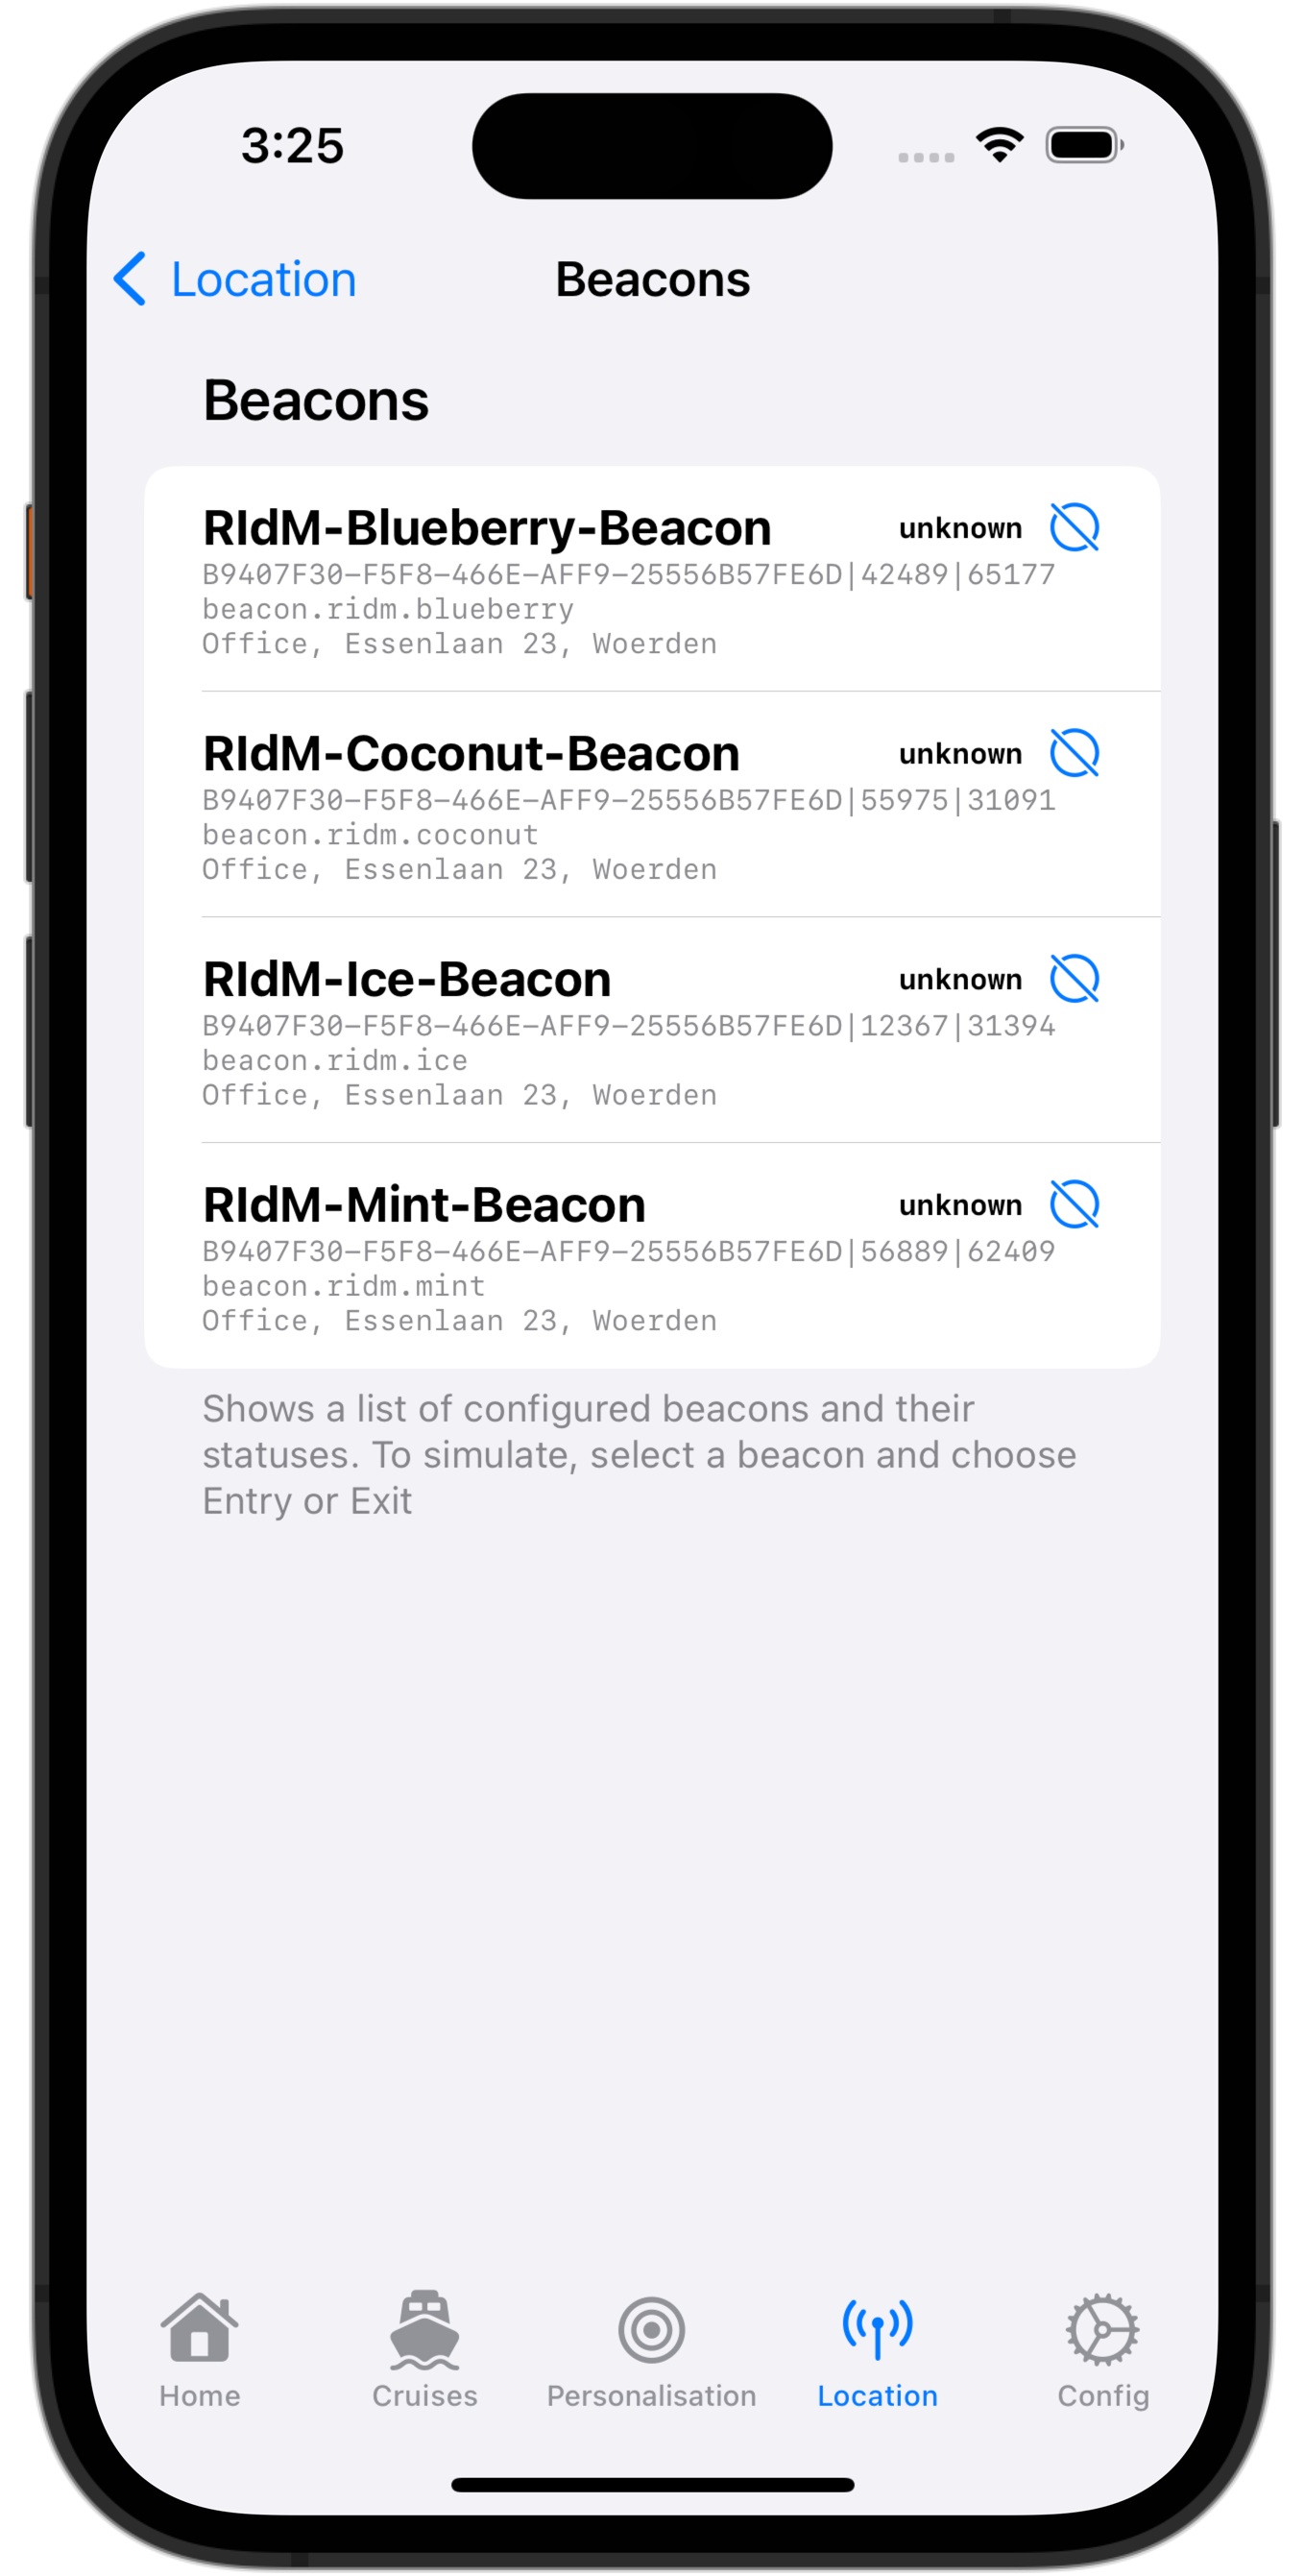 3:25
Location
Beacons
Beacons
RIdM-Blueberry-Beacon unknown
B9407F30-F5F8-466E-AFF9-25556B57FE6D|42489|65177
beacon.ridm.blueberry
Office, Essenlaan 23, Woerden
RIdM-Coconut-Beacon unknown
B9407F30-F5F8-466E-AFF9-25556B57FE6D|55975|31091
beacon.ridm.coconut
Office, Essenlaan 23, Woerden
RIdM-Ice-Beacon unknown
B9407F30-F5F8-466E-AFF9-25556B57FE6D|12367|31394
beacon.ridm.ice
Office, Essenlaan 23, Woerden
RIdM-Mint-Beacon unknown
B9407F30-F5F8-466E-AFF9-25556B57FE6D|56889|62409
beacon.ridm.mint
Office, Essenlaan 23, Woerden
Shows a list of configured beacons and their
statuses. To simulate, select a beacon and choose
Entry or Exit
Home Cruises Personalisation Location Config